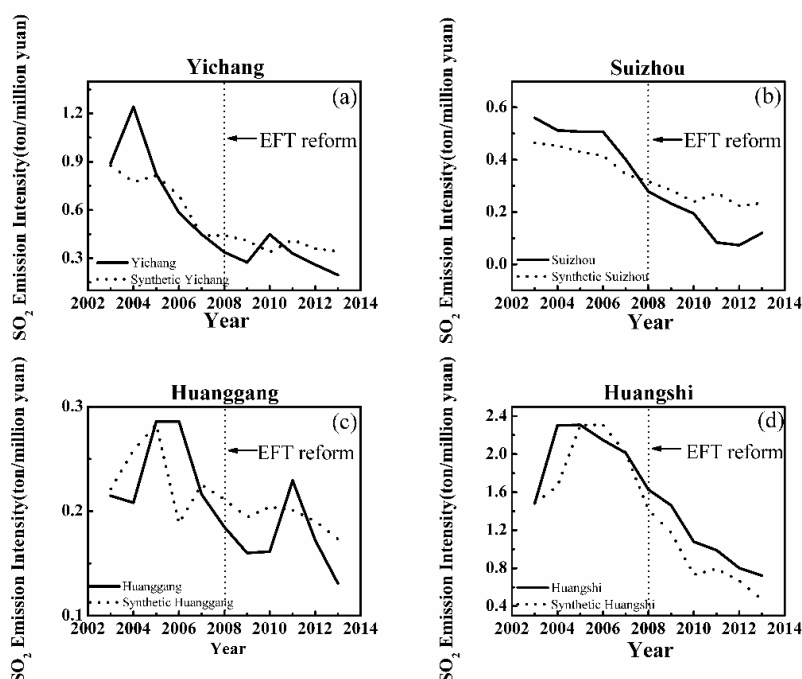 SO2 Emission Intensity(ton/million yuan)
Yichang
(a)
EFT reform
1.2
0.9
0.6
0.3
Yichang
Synthetic Yichang
2002 2004 2006 2008 2010 2012 2014
Year
SO2 Emission Intensity(ton/million yuan)
Suizhou
(b)
EFT reform
0.6
0.4
0.2
0.0
Suizhou
Synthetic Suizhou
2002 2004 2006 2008 2010 2012 2014
Year
SO2 Emission Intensity(ton/million yuan)
Huanggang
(c)
EFT reform
0.3
0.2
0.1
Huanggang
Synthetic Huanggang
2002 2004 2006 2008 2010 2012 2014
Year
SO2 Emission Intensity(ton/million yuan)
Huangshi
(d)
EFT reform
2.4
2.0
1.6
1.2
0.8
0.4
Huangshi
Synthetic Huangshi
2002 2004 2006 2008 2010 2012 2014
Year